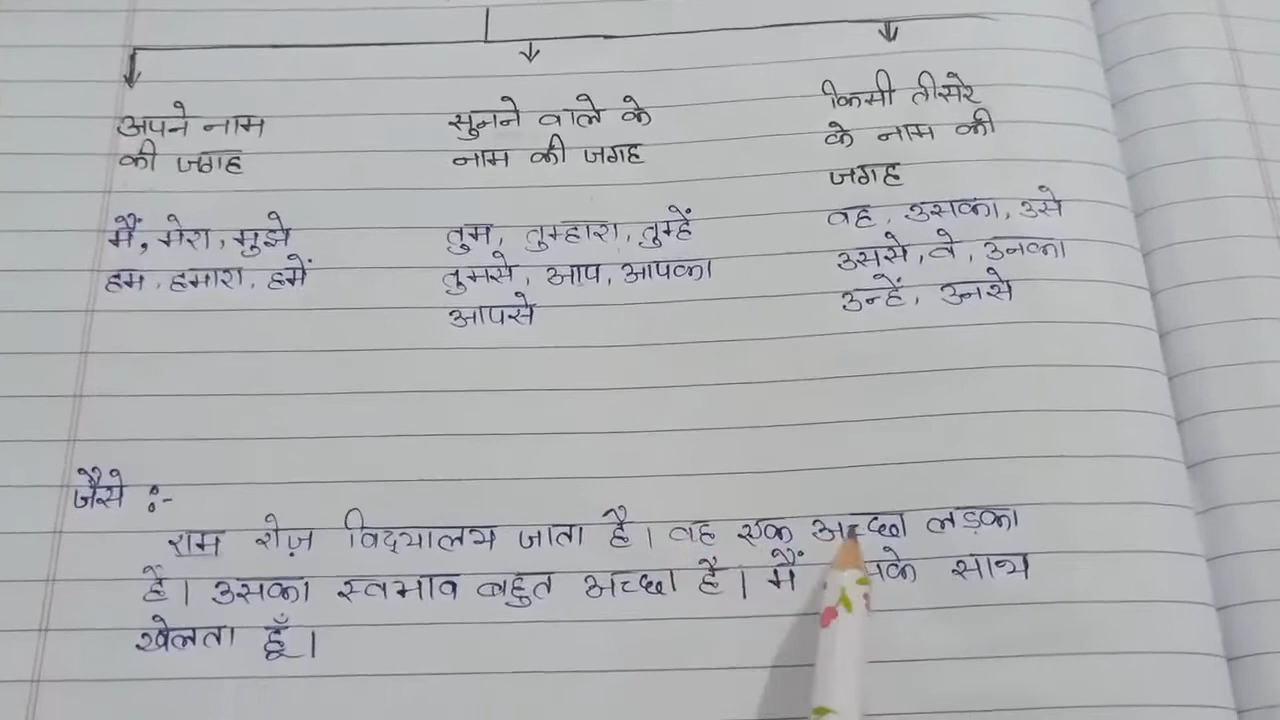 अपने नाम
की जगह
मैं, मेरा, मुझे
हम, हमारा, हमें
सुनने वाले के
नाम की जगह
तुम, तुम्हारा, तुम्हें
तुमसे, आप, आपका
आपसे
किसी तीसरे
के नाम की
जगह
वह, उसका, उसे
उससे, वे, उनका
उन्हें, उनसे
जैसे :-
राम रोज़ विद्यालय जाता है। वह एक अच्छा लड़का
है। उसका स्वभाव बहुत अच्छा है। मैं साथ
खेलता हूँ।